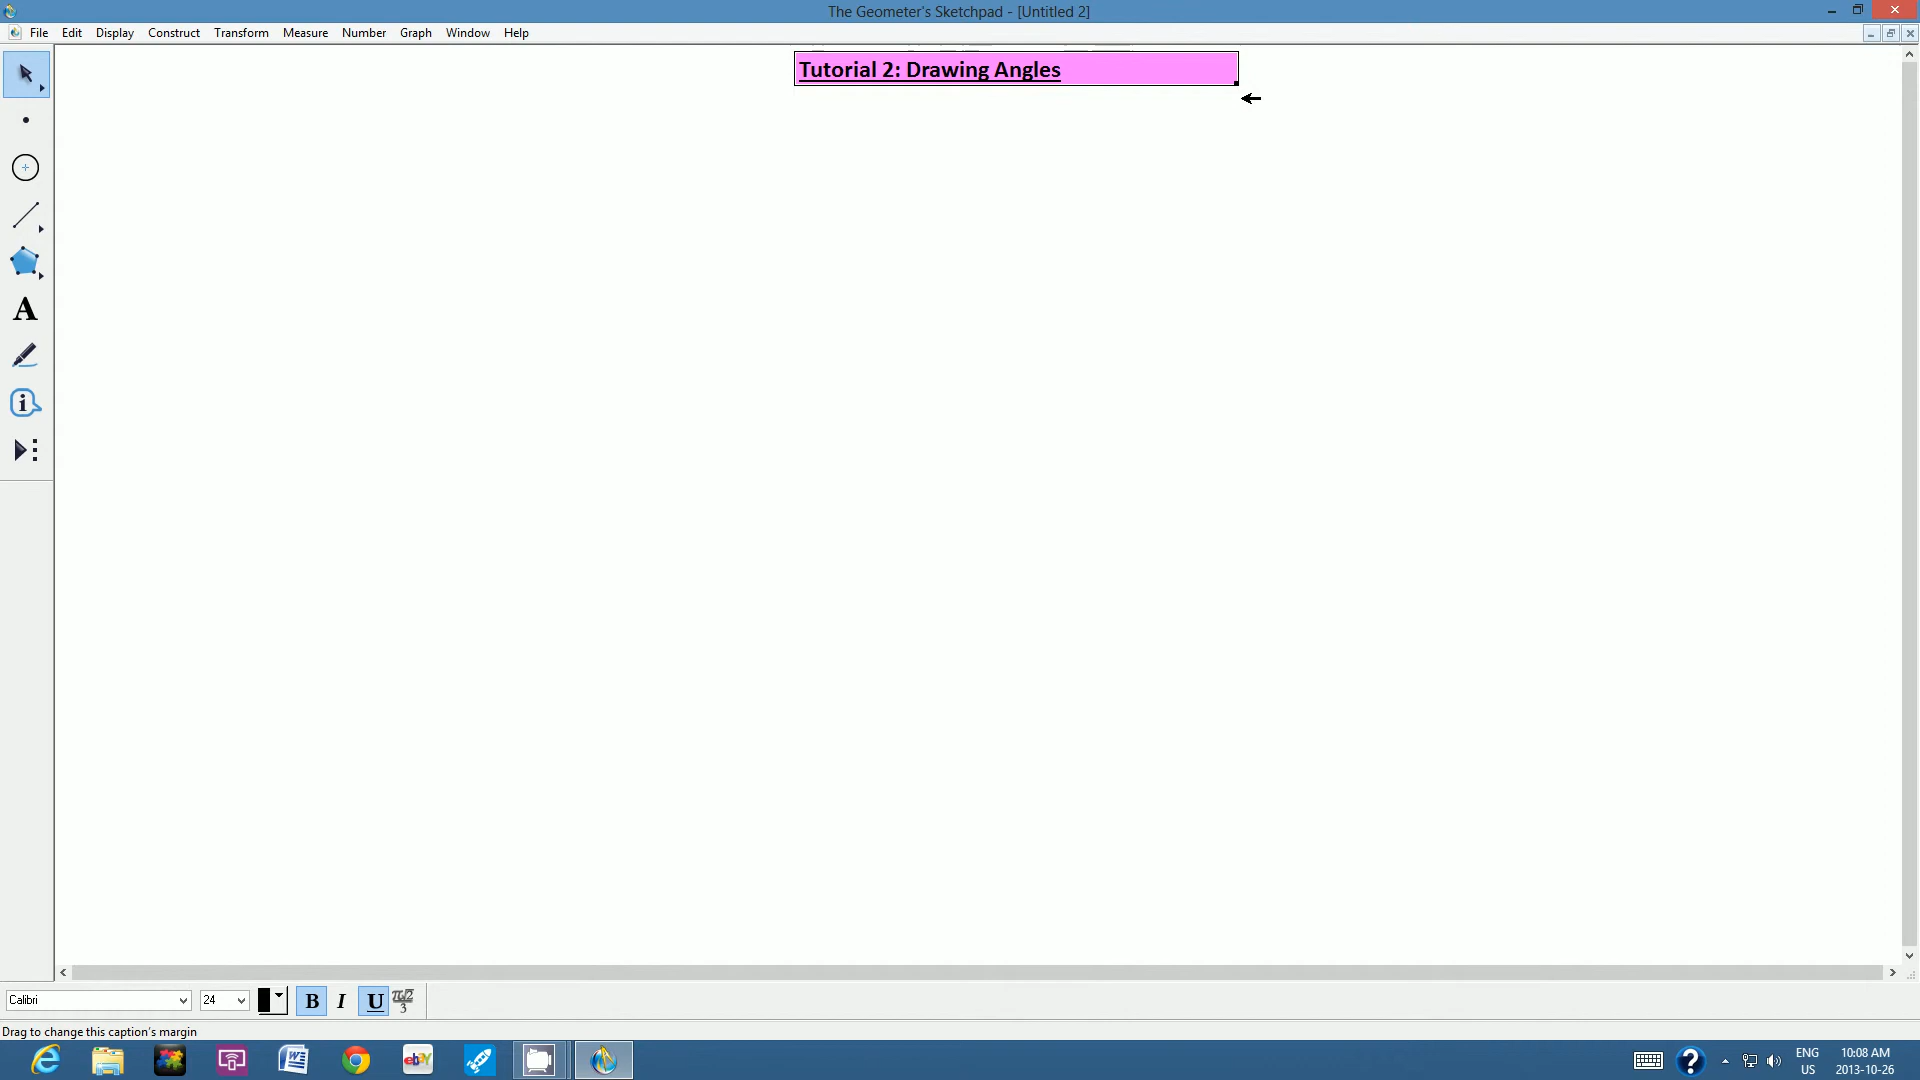 The Geometer's Sketchpad - [Untitled 2]
File Edit Display Construct Transform Measure Number Graph Window Help
Tutorial 2: Drawing Angles
A
i
Calibri 24 B I U
Drag to change this caption's margin
ebay
ENG 10:08 AM
US 2013-10-26